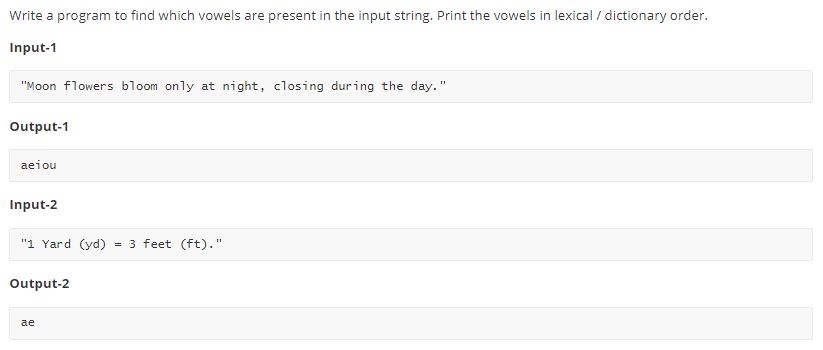 Write a program to find which vowels are present in the input string. Print the vowels in lexical / dictionary order.
Input-1
"Moon flowers bloom only at night, closing during the day."
Output-1
aeiou
Input-2
"1 Yard (yd) = 3 feet (ft)."
Output-2
ae